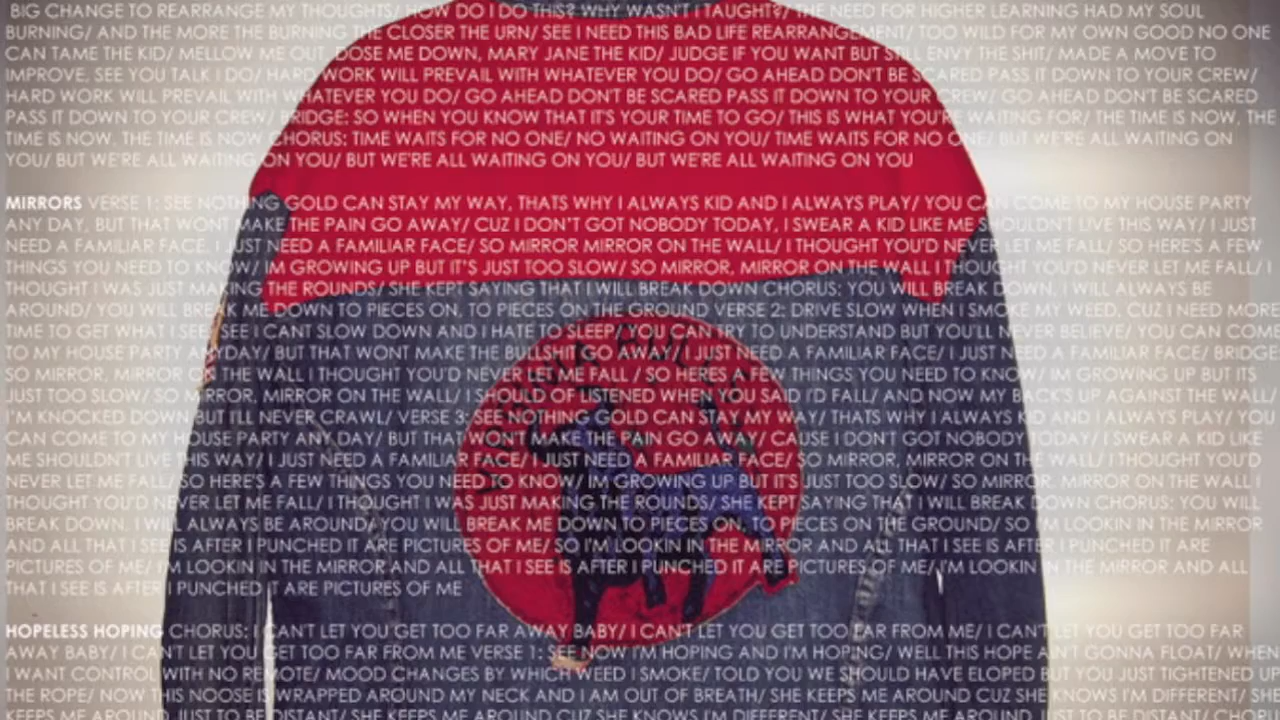 BIG CHANGE TO REARRANGE MY THOUGHTS/ HOW DO I DO THIS? WHY WASN'T I TAUGHT?/ THE NEED FOR HIGHER LEARNING HAD MY SOUL
BURNING/ AND THE MORE THE BURNING THE CLOSER THE URN/ SEE I NEED THIS BAD LIFE REARRANGEMENT/ TOO WILD FOR MY OWN GOOD NO ONE
CAN TAME THE KID/ MELLOW ME OUT, DOSE ME DOWN, MARY JANE THE KID/ JUDGE IF YOU WANT BUT STILL ENVY THE SHIT/ MADE A MOVE TO
IMPROVE, SEE YOU TALK I DO/ HARD WORK WILL PREVAIL WITH WHATEVER YOU DO/ GO AHEAD DON'T BE SCARED PASS IT DOWN TO YOUR CREW/
HARD WORK WILL PREVAIL WITH WHATEVER YOU DO/ GO AHEAD DON'T BE SCARED PASS IT DOWN TO YOUR CREW/ GO AHEAD DON'T BE SCARED
PASS IT DOWN TO YOUR CREW/ BRIDGE: SO WHEN YOU KNOW THAT IT'S YOUR TIME TO GO/ THIS IS WHAT YOU'RE WAITING FOR/ THE TIME IS NOW, THE
TIME IS NOW, THE TIME IS NOW CHORUS: TIME WAITS FOR NO ONE/ NO WAITING ON YOU/ TIME WAITS FOR NO ONE/ BUT WE'RE ALL WAITING ON
YOU/ BUT WE'RE ALL WAITING ON YOU/ BUT WE'RE ALL WAITING ON YOU/ BUT WE'RE ALL WAITING ON YOU
MIRRORS VERSE 1: SEE NOTHING GOLD CAN STAY MY WAY, THATS WHY I ALWAYS KID AND I ALWAYS PLAY/ YOU CAN COME TO MY HOUSE PARTY
ANY DAY, BUT THAT WONT MAKE THE PAIN GO AWAY/ CUZ I DON'T GOT NOBODY TODAY, I SWEAR A KID LIKE ME SHOULDN'T LIVE THIS WAY/ I JUST
NEED A FAMILIAR FACE, I JUST NEED A FAMILIAR FACE/ SO MIRROR MIRROR ON THE WALL/ I THOUGHT YOU'D NEVER LET ME FALL/ SO HERE'S A FEW
THINGS YOU NEED TO KNOW/ IM GROWING UP BUT IT'S JUST TOO SLOW/ SO MIRROR, MIRROR ON THE WALL I THOUGHT YOU'D NEVER LET ME FALL/ I
THOUGHT I WAS JUST MAKING THE ROUNDS/ SHE KEPT SAYING THAT I WILL BREAK DOWN CHORUS: YOU WILL BREAK DOWN, I WILL ALWAYS BE
AROUND/ YOU WILL BREAK ME DOWN TO PIECES ON, TO PIECES ON THE GROUND VERSE 2: DRIVE SLOW WHEN I SMOKE MY WEED, CUZ I NEED MORE
TIME TO GET WHAT I SEE/ SEE I CANT SLOW DOWN AND I HATE TO SLEEP/ YOU CAN TRY TO UNDERSTAND BUT YOU'LL NOT BELIEVE/ YOU CAN COME
TO MY HOUSE PARTY ANYDAY/ BUT THAT WONT MAKE THE BULLSHIT GO AWAY/ I JUST NEED A FAMILIAR FACE/ I JUST NEED A FAMILIAR FACE/ BRIDGE:
SO MIRROR, MIRROR ON THE WALL I THOUGHT YOU'D NEVER LET ME FALL / SO HERES A FEW THINGS YOU NEED TO KNOW/ IM GROWING UP BUT ITS
JUST TOO SLOW/ SO MIRROR, MIRROR ON THE WALL/ I SHOULD OF LISTENED WHEN YOU SAID I'D FALL/ AND NOW MY BACK'S UP AGAINST THE WALL/
I'M KNOCKED DOWN BUT I'LL NEVER CRAWL/ VERSE 3: SEE NOTHING GOLD CAN STAY MY WAY/ THATS WHY I ALWAYS KID AND I ALWAYS PLAY/ YOU
CAN COME TO MY HOUSE PARTY ANY DAY/ BUT THAT WON'T MAKE THE PAIN GO AWAY/ CAUSE I DON'T GOT NOBODY TODAY/ I SWEAR A KID LIKE
ME SHOULDN'T LIVE THIS WAY/ I JUST NEED A FAMILIAR FACE/ I JUST NEED A FAMILIAR FACE/ SO MIRROR, MIRROR ON THE WALL I THOUGHT YOU'D
NEVER LET ME FALL/ SO HERE'S A FEW THINGS YOU NEED TO KNOW/ IM GROWING UP BUT IT'S JUST TOO SLOW/ SO MIRROR, MIRROR ON THE WALL I
THOUGHT YOU'D NEVER LET ME FALL/ I THOUGHT I WAS JUST MAKING THE ROUNDS/ SHE KEPT SAYING THAT I WILL BREAK DOWN CHORUS: YOU WILL
BREAK DOWN, I WILL ALWAYS BE AROUND/ YOU WILL BREAK ME DOWN TO PIECES ON TO PIECES ON THE GROUND/ SO I'M LOOKIN IN THE MIRROR
AND ALL THAT I SEE IS AFTER I PUNCHED IT ARE PICTURES OF ME/ SO I'M LOOKIN IN THE MIRROR AND ALL THAT I SEE IS AFTER I PUNCHED IT ARE
PICTURES OF ME/ I'M LOOKIN IN THE MIRROR AND ALL THAT I SEE IS AFTER I PUNCHED IT ARE PICTURES OF ME/ I'M LOOKIN IN THE MIRROR AND ALL
THAT I SEE IS AFTER I PUNCHED IT ARE PICTURES OF ME
HOPELESS HOPING CHORUS: I CANT LET YOU GET TOO FAR AWAY BABY/ I CAN'T LET YOU GET TOO FAR FROM ME/ I CAN'T LET YOU GET TOO FAR
AWAY BABY/ I CAN'T LET YOU GET TOO FAR FROM ME VERSE 1: SEE NOW I'M HOPING AND I'M HOPING/ WELL THIS HOPE AIN'T GONNA FLOAT/ WHEN
I WANT CONTROL WITH NO REMOTE/ MOOD CHANGES BY WHICH WEED I SMOKE/ TOLD YOU WE SHOULD HAVE ELOPED BUT YOU JUST TIGHTENED UP
THE ROPE/ NOW THIS NOOSE IS WRAPPED AROUND MY NECK AND I AM OUT OF BREATH/ SHE KEEPS ME AROUND CUZ SHE KNOWS I'M DIFFERENT/ SHE
KEEPS ME AROUND JUST TO BE DISTANT/ SHE KEEPS ME AROUND CUZ SHE KNOWS I'M DIFFERENT/ SHE KEEPS ME AROUND JUST TO BE DISTANT